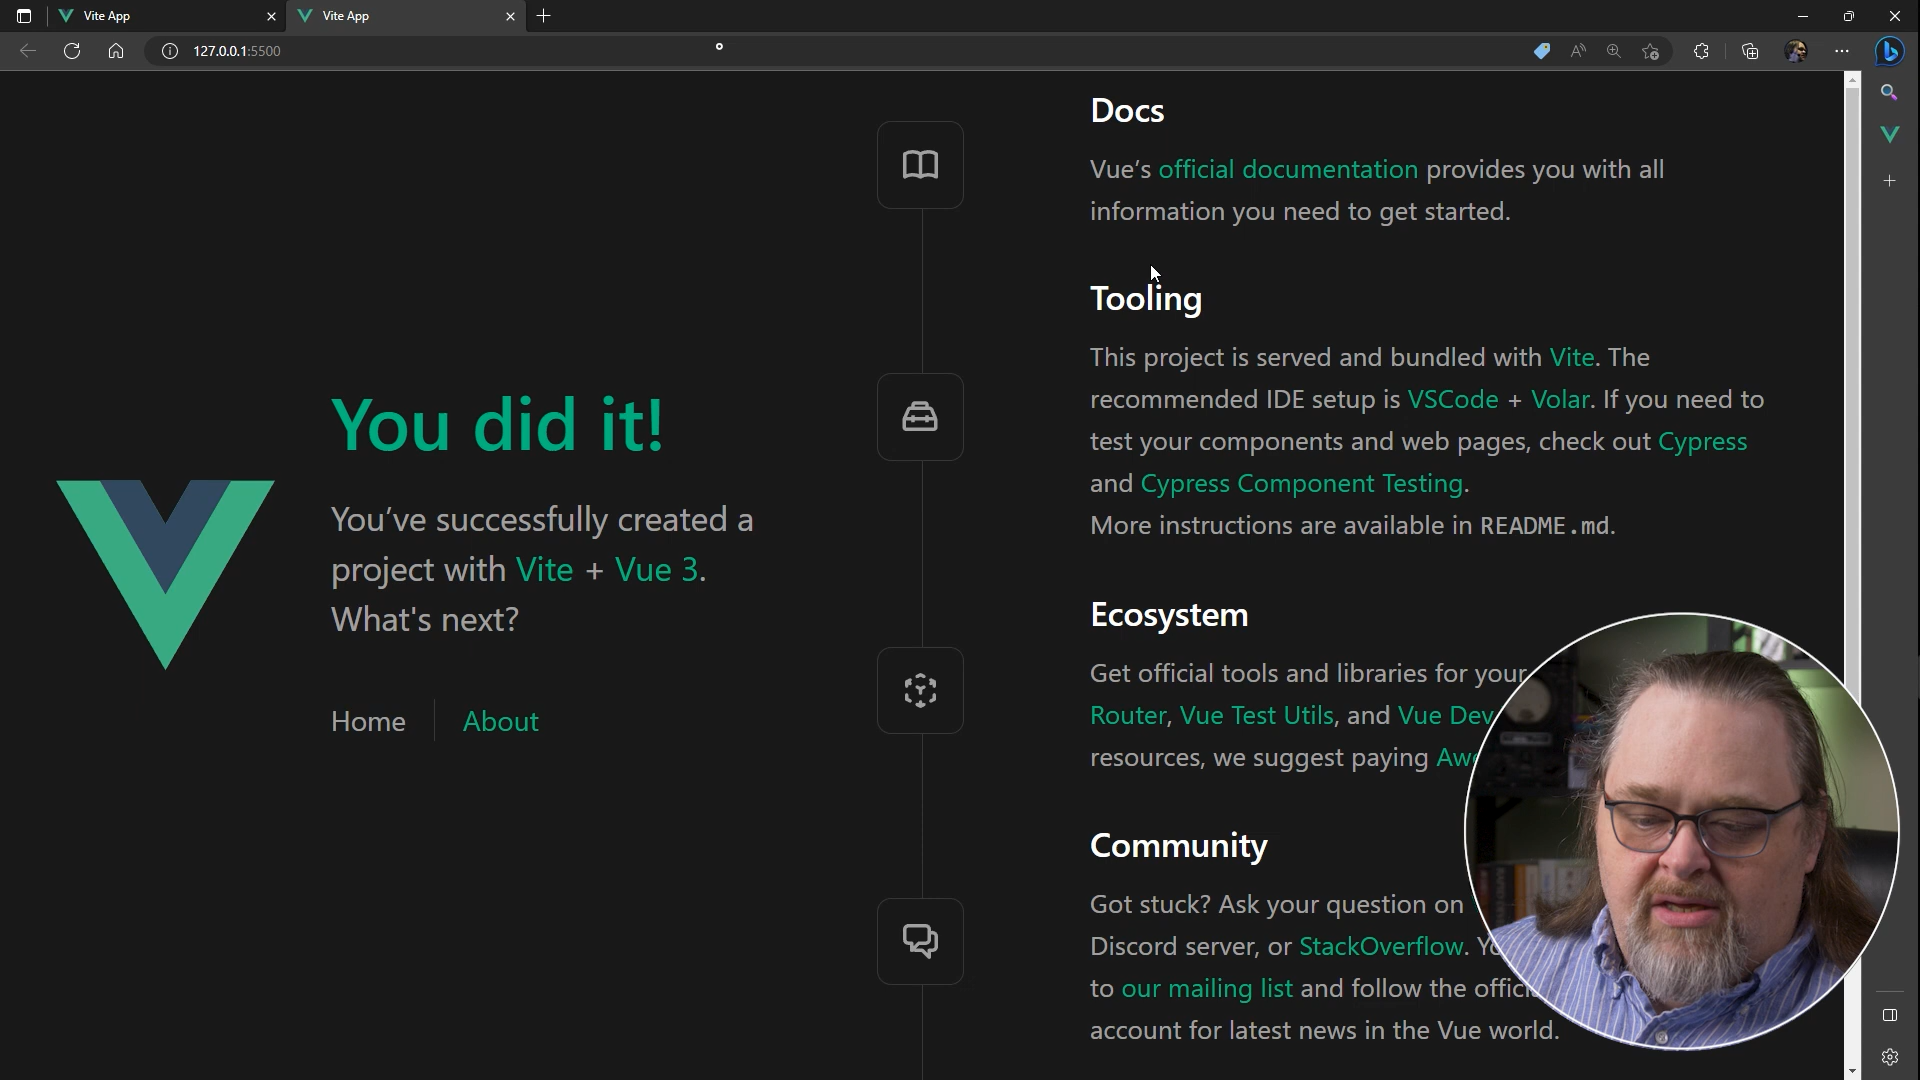 Vite App
Vite App
127.0.0.1:5500
You did it!
You've successfully created a
project with Vite + Vue 3.
What's next?
Home
About
Docs
Vue’s official documentation provides you with all
information you need to get started.
Tooling
This project is served and bundled with Vite. The
recommended IDE setup is VSCode + Volar. If you need to
test your components and web pages, check out Cypress
and Cypress Component Testing.
More instructions are available in README.md.
Ecosystem
Get official tools and libraries for your
Router, Vue Test Utils, and Vue Dev
resources, we suggest paying
Community
Got stuck? Ask your question on
Discord server, or StackOverflow.
to our mailing list and follow the
account for latest news in the Vue world.